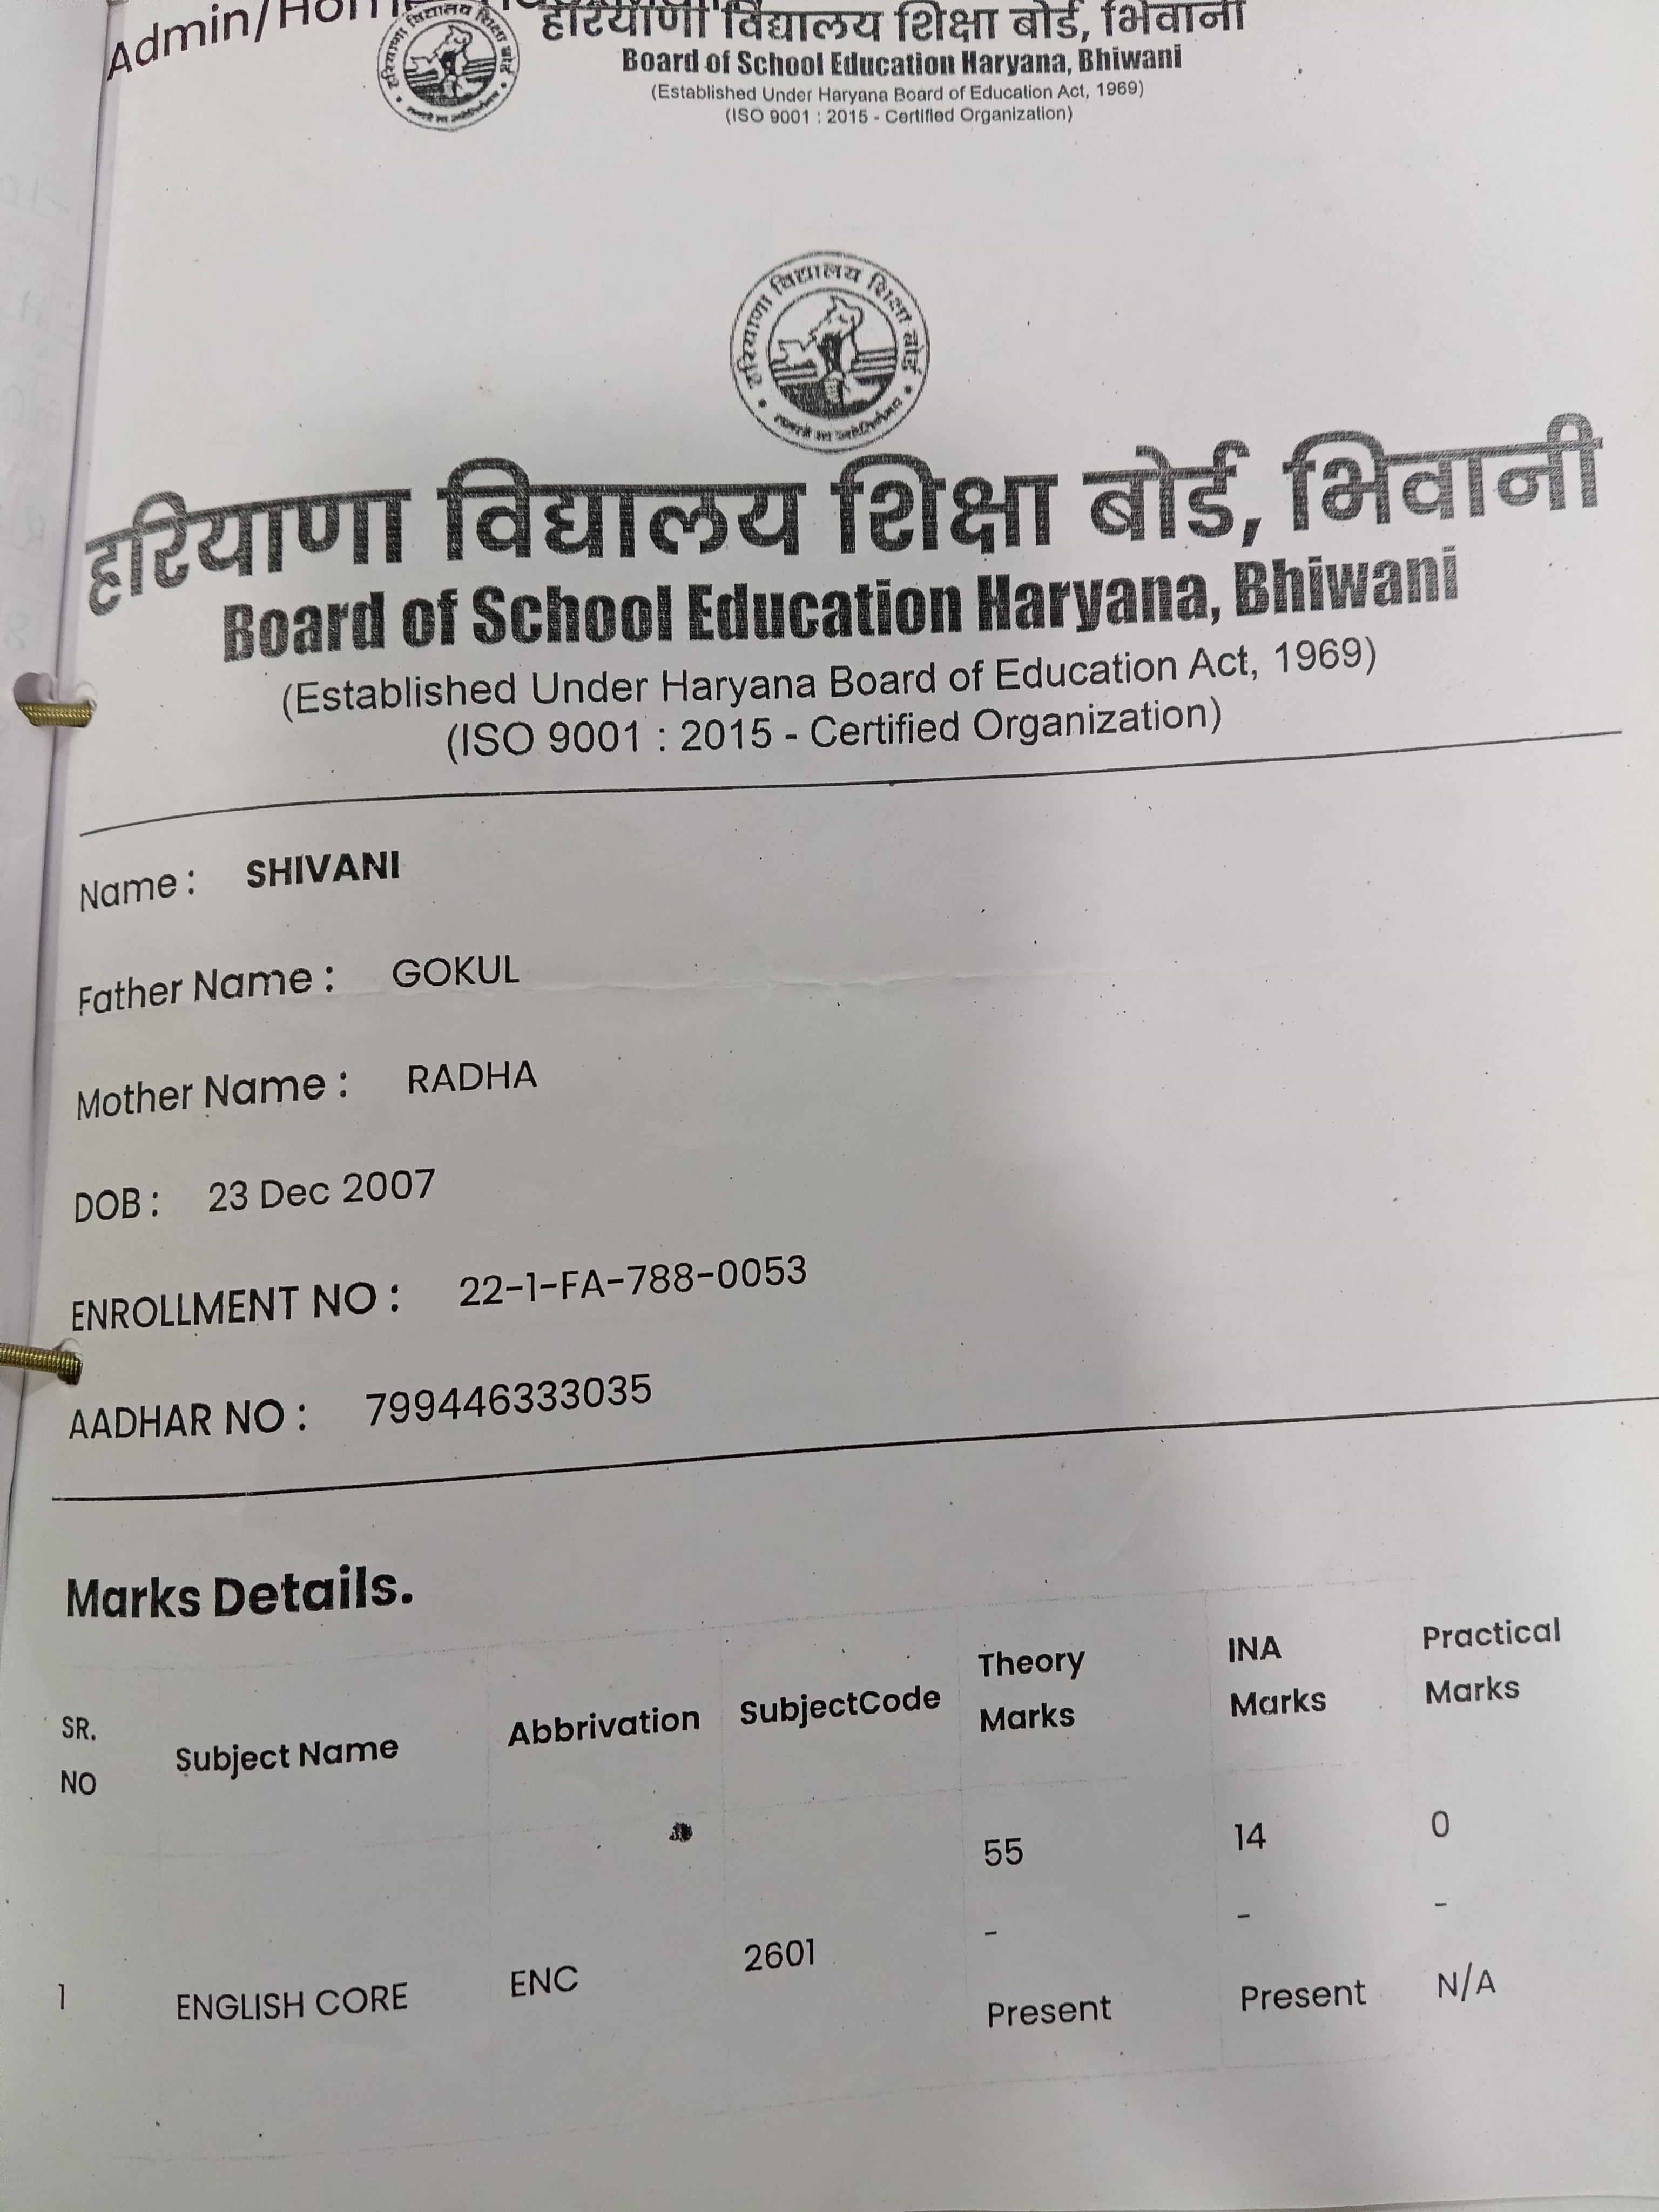 Admin/Home
हरियाणा विद्यालय शिक्षा बोर्ड, भिवानी
Board of School Education Haryana, Bhiwani
(Established Under Haryana Board of Education Act, 1969)
(ISO 9001 : 2015 - Certified Organization)
हरियाणा विद्यालय शिक्षा बोर्ड
हरियाणा विद्यालय शिक्षा बोर्ड, भिवानी
Board of School Education Haryana, Bhiwani
(Established Under Haryana Board of Education Act, 1969)
(ISO 9001 : 2015 - Certified Organization)
Name : SHIVANI
Father Name : GOKUL
Mother Name : RADHA
DOB : 23 Dec 2007
ENROLLMENT NO : 22-1-FA-788-0053
AADHAR NO : 799446333035
Marks Details.
SR. NO Subject Name Abbrivation SubjectCode Theory Marks INA Marks Practical Marks
55 14 0
- - -
1 ENGLISH CORE ENC 2601 Present Present N/A